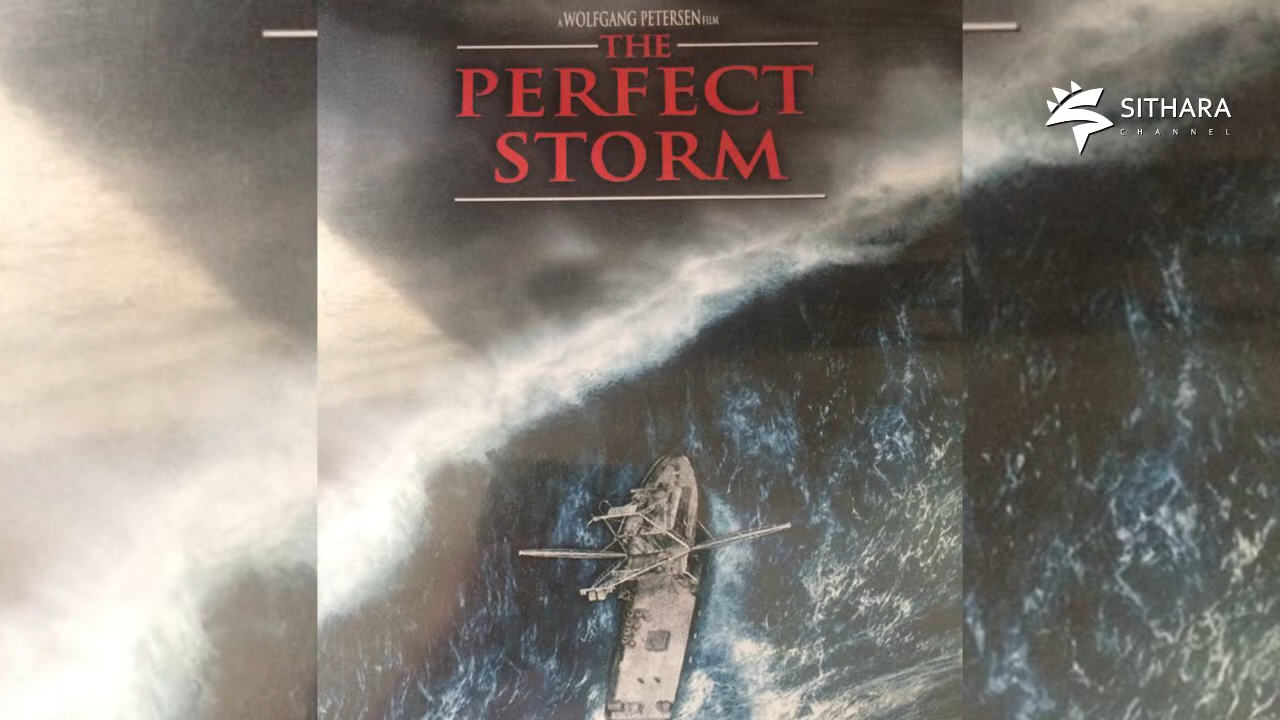 A WOLFGANG PETERSEN FILM
THE
PERFECT
STORM
SITHARA
CHANNEL